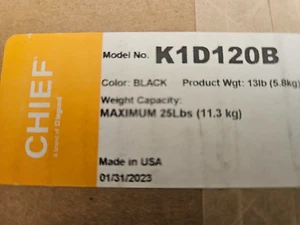 CHIEF
Model No. K1D120B
Color: BLACK Product Wgt: 13lb (5.8kg)
Weight Capacity:
MAXIMUM 25Lbs (11.3 kg)
Made in USA
01/31/2023